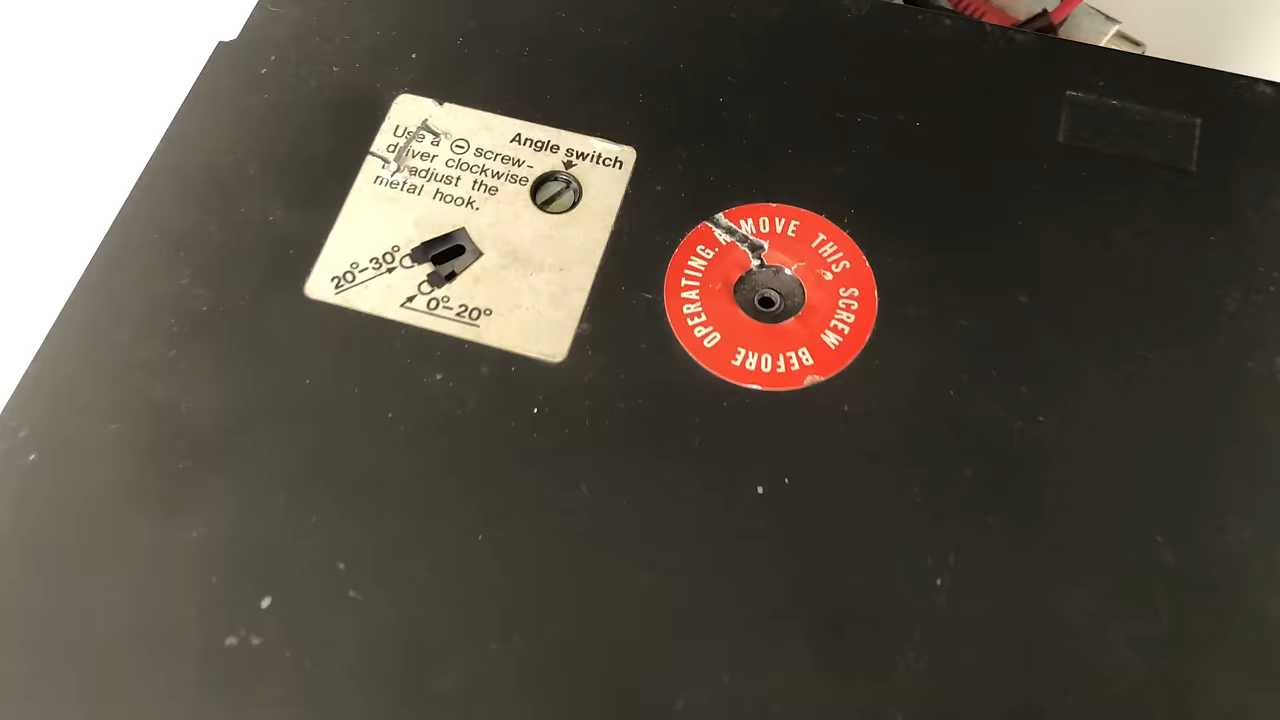 Use a ⊖ screw-
driver clockwise
adjust the
metal hook.
Angle switch
20°-30°
0°-20°
MOVE THIS SCREW BEFORE OPERATING.